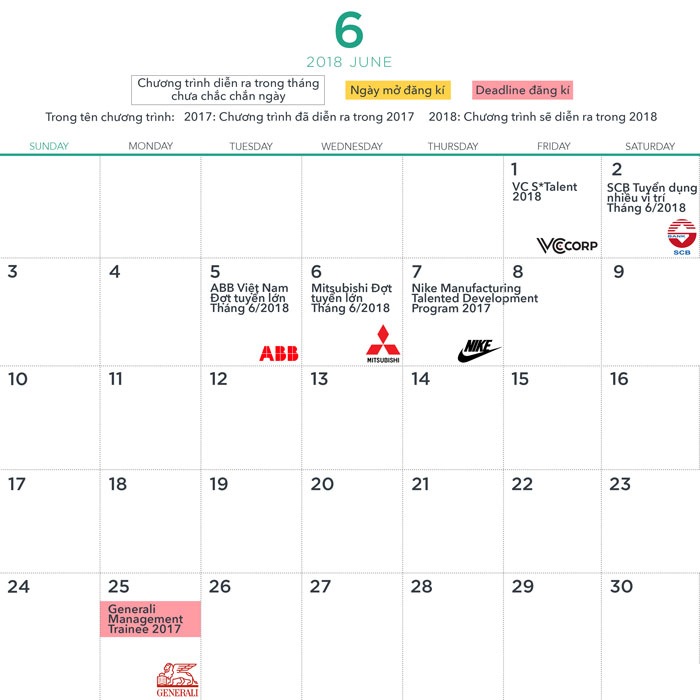 6
2018 JUNE
Chương trình diễn ra trong tháng
chưa chắc chắn ngày
Ngày mở đăng kí
Deadline đăng kí
Trong tên chương trình: 2017: Chương trình đã diễn ra trong 2017 2018: Chương trình sẽ diễn ra trong 2018
SUNDAY MONDAY TUESDAY WEDNESDAY THURSDAY FRIDAY SATURDAY
1
VC S*Talent
2018
VCCORP
2
SCB Tuyển dụng
nhiều vị trí
Tháng 6/2018
BANK
SCB
3
4
5
ABB Việt Nam
Đợt tuyển lớn
Tháng 6/2018
ABB
6
Mitsubishi Đợt
tuyển lớn
Tháng 6/2018
MITSUBISHI
7
Nike Manufacturing
Talented Development
Program 2017
NIKE
8
9
10
11
12
13
14
15
16
17
18
19
20
21
22
23
24
25
Generali
Management
Trainee 2017
GENERALI
26
27
28
29
30